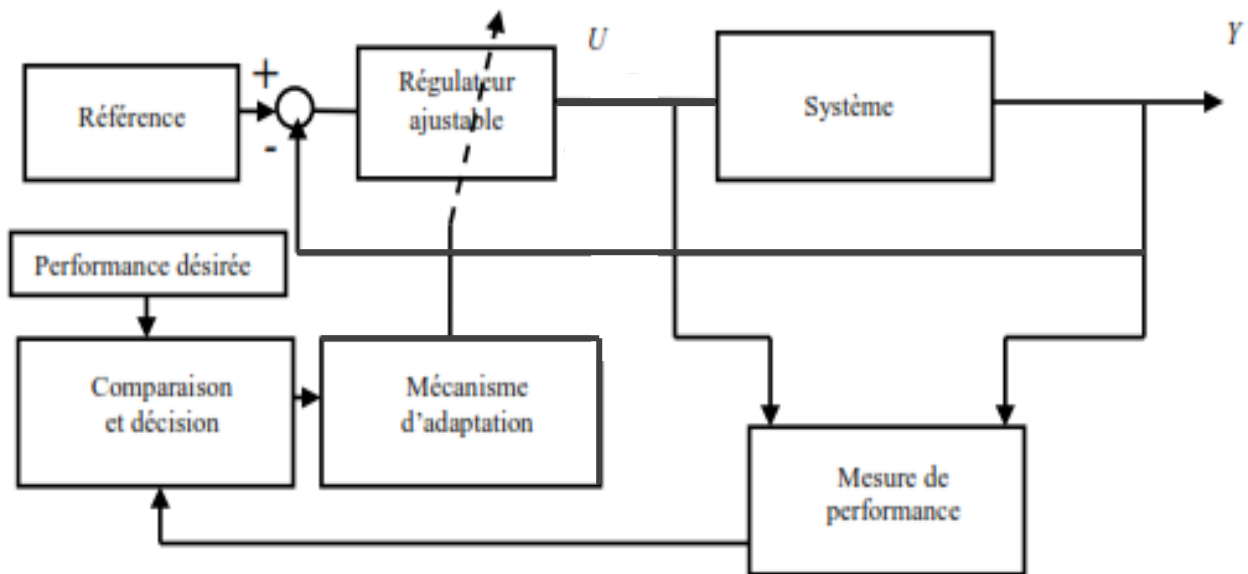 U
Y
+
Référence
-
Régulateur
ajustable
Système
Performance désirée
Comparaison
et décision
Mécanisme
d'adaptation
Mesure de
performance